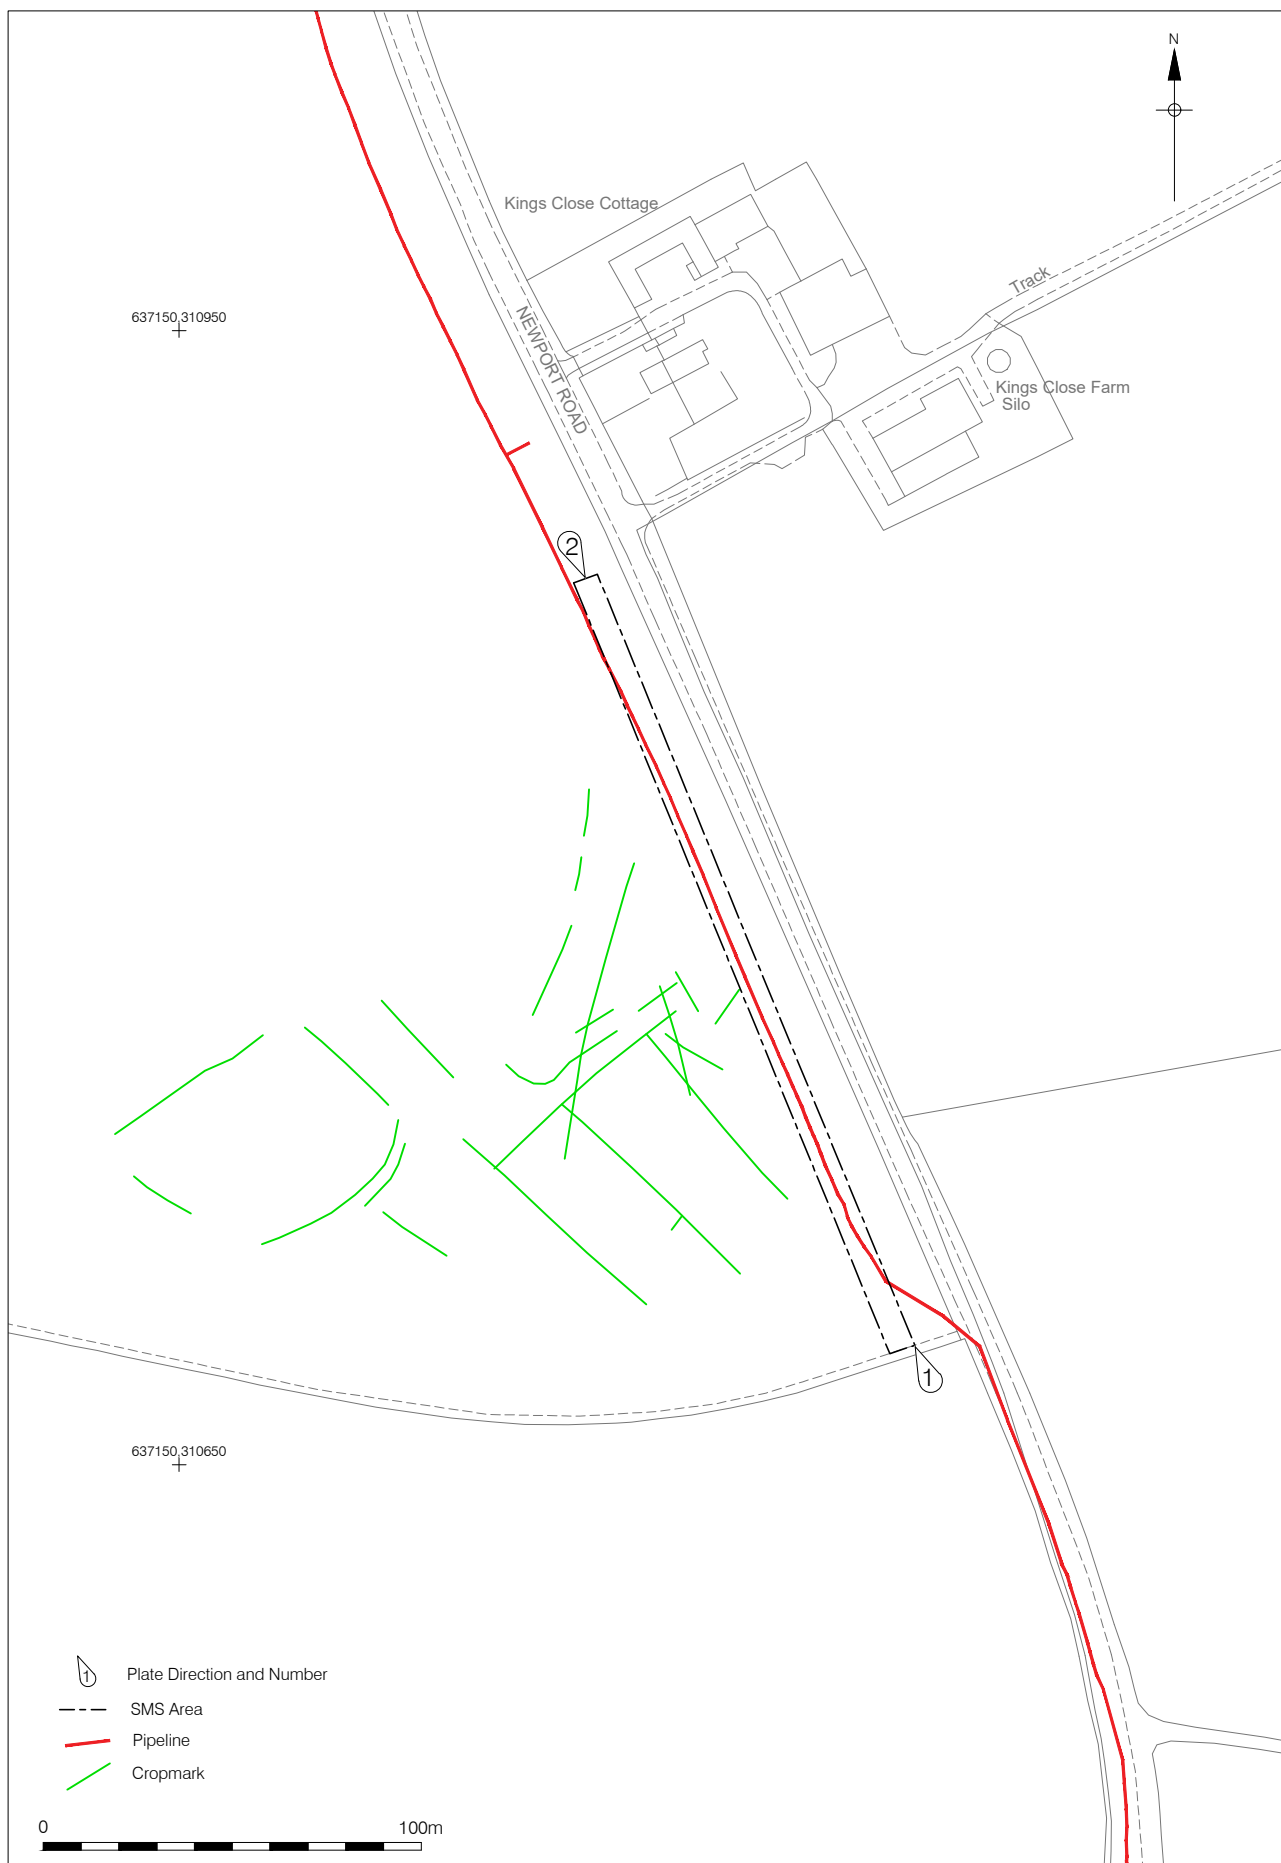 N
Kings Close Cottage
Track
637150,310950
NEWPORT ROAD
Kings Close Farm
Silo
2
1
637150,310650
1 Plate Direction and Number
SMS Area
Pipeline
Cropmark
0 100m